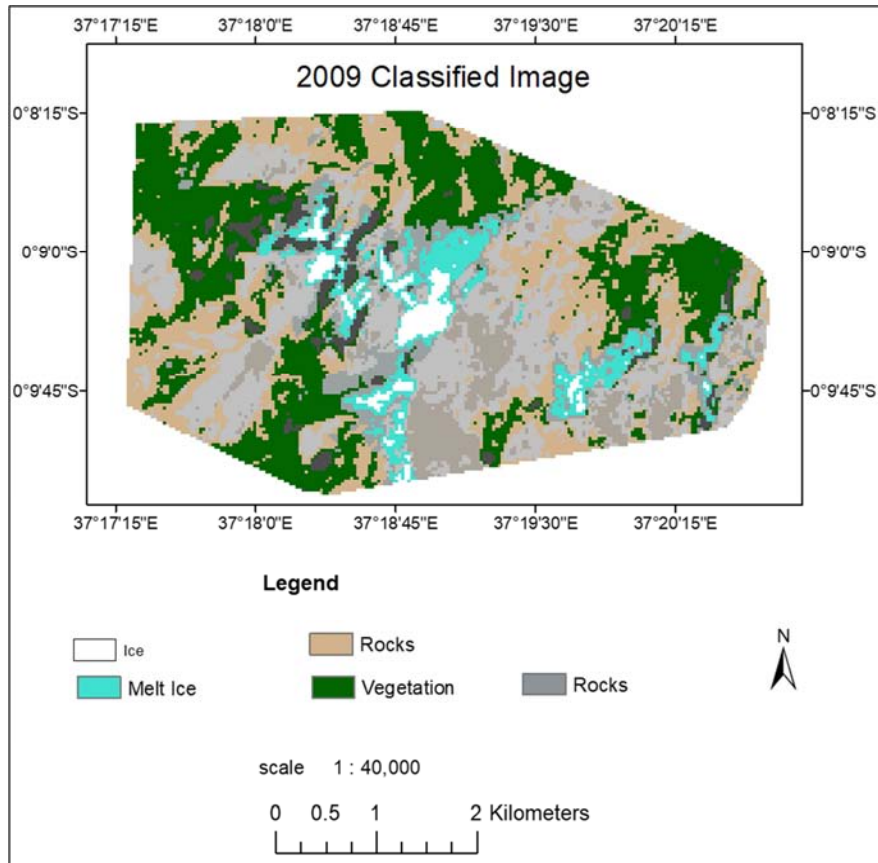 37°17'15"E 37°18'0"E 37°18'45"E 37°19'30"E 37°20'15"E
2009 Classified Image
0°8'15"S 0°8'15"S
0°9'0"S 0°9'0"S
0°9'45"S 0°9'45"S
37°17'15"E 37°18'0"E 37°18'45"E 37°19'30"E 37°20'15"E
Legend
Ice Rocks
Melt Ice Vegetation Rocks
N
scale 1 : 40,000
0 0.5 1 2 Kilometers